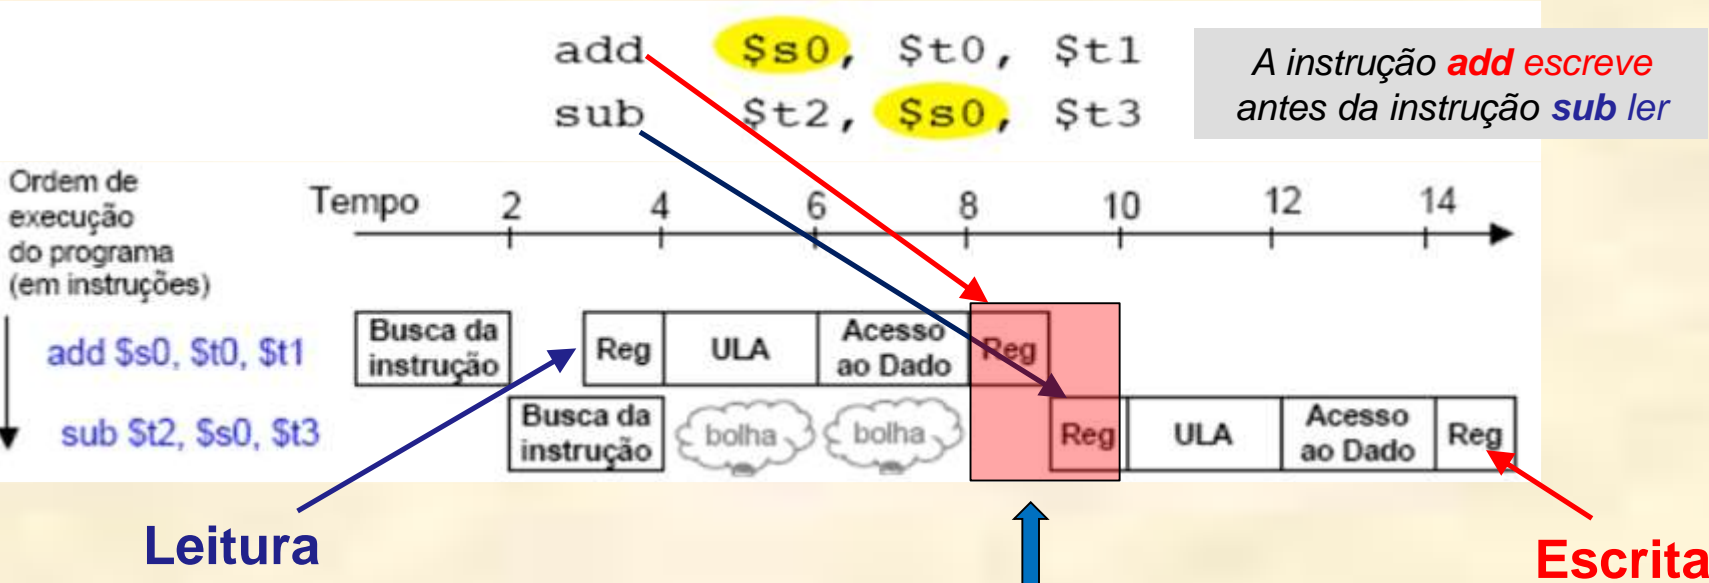 add $s0, $t0, $t1
sub $t2, $s0, $t3
A instrução add escreve
antes da instrução sub ler
Ordem de
execução
do programa
(em instruções)
Tempo 2 4 6 8 10 12 14
add $s0, $t0, $t1
Busca da
instrução
Reg
ULA
Acesso
ao Dado
Reg
sub $t2, $s0, $t3
Busca da
instrução
bolha
bolha
Reg
ULA
Acesso
ao Dado
Reg
Leitura
Escrita